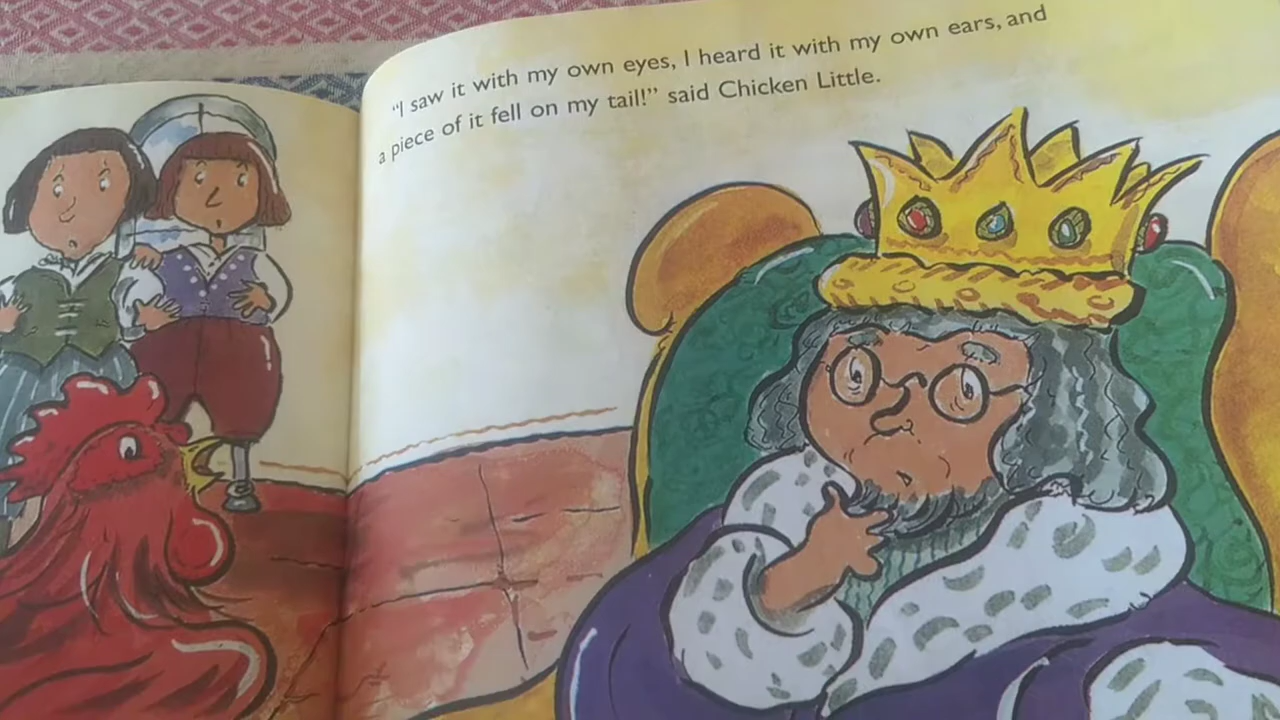 “I saw it with my own eyes, I heard it with my own ears, and
a piece of it fell on my tail!” said Chicken Little.